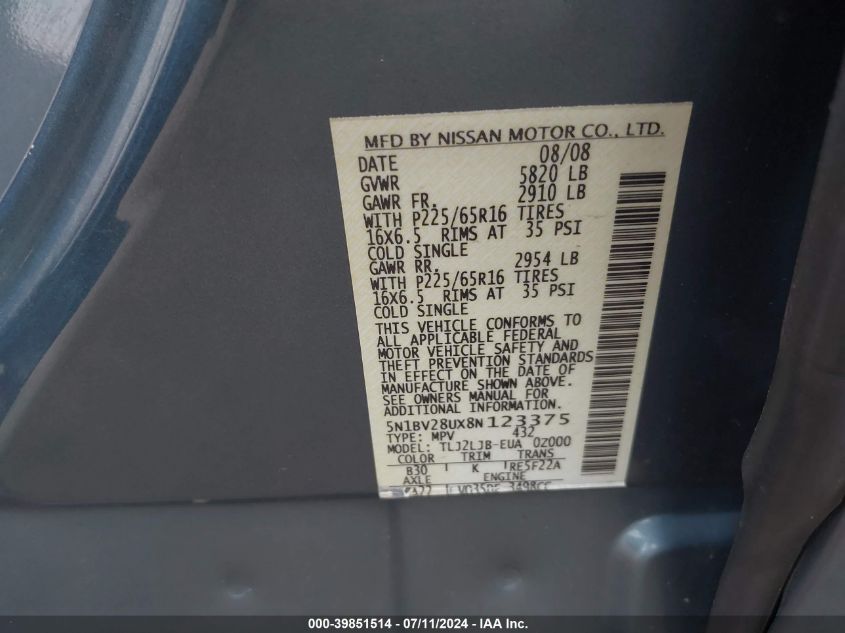 MFD BY NISSAN MOTOR CO., LTD.
DATE 08/08
GVWR 5820 LB
GAWR FR. 2910 LB
WITH P225/65R16 TIRES
16X6.5 RIMS AT 35 PSI
COLD SINGLE
GAWR RR. 2954 LB
WITH P225/65R16 TIRES
16X6.5 RIMS AT 35 PSI
COLD SINGLE
THIS VEHICLE CONFORMS TO
ALL APPLICABLE FEDERAL
MOTOR VEHICLE SAFETY AND
THEFT PREVENTION STANDARDS
IN EFFECT ON THE DATE OF
MANUFACTURE SHOWN ABOVE.
SEE OWNERS MANUAL FOR
ADDITIONAL INFORMATION.
5N1BV28UX8N123375
TYPE: MPV 432
MODEL: TLJ2LJB-EUA 0Z000
COLOR TRIM TRANS
B30 K RE5F22A
AXLE ENGINE
3498CC
000-39851514 - 07/11/2024 - IAA Inc.